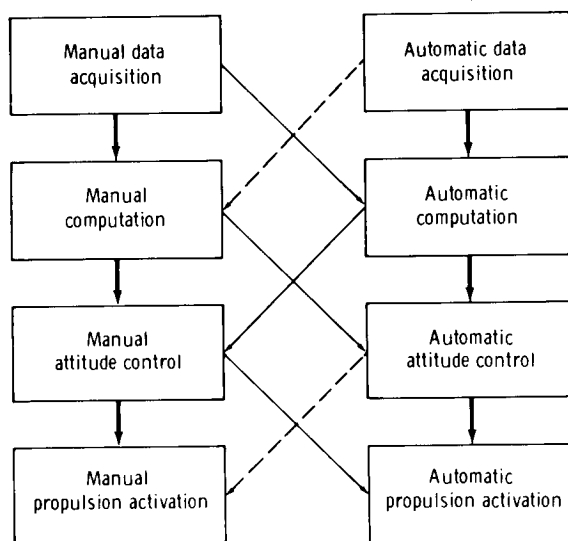 Manual data
acquisition
Automatic data
acquisition
Manual
computation
Automatic
computation
Manual
attitude control
Automatic
attitude control
Manual
propulsion activation
Automatic
propulsion activation